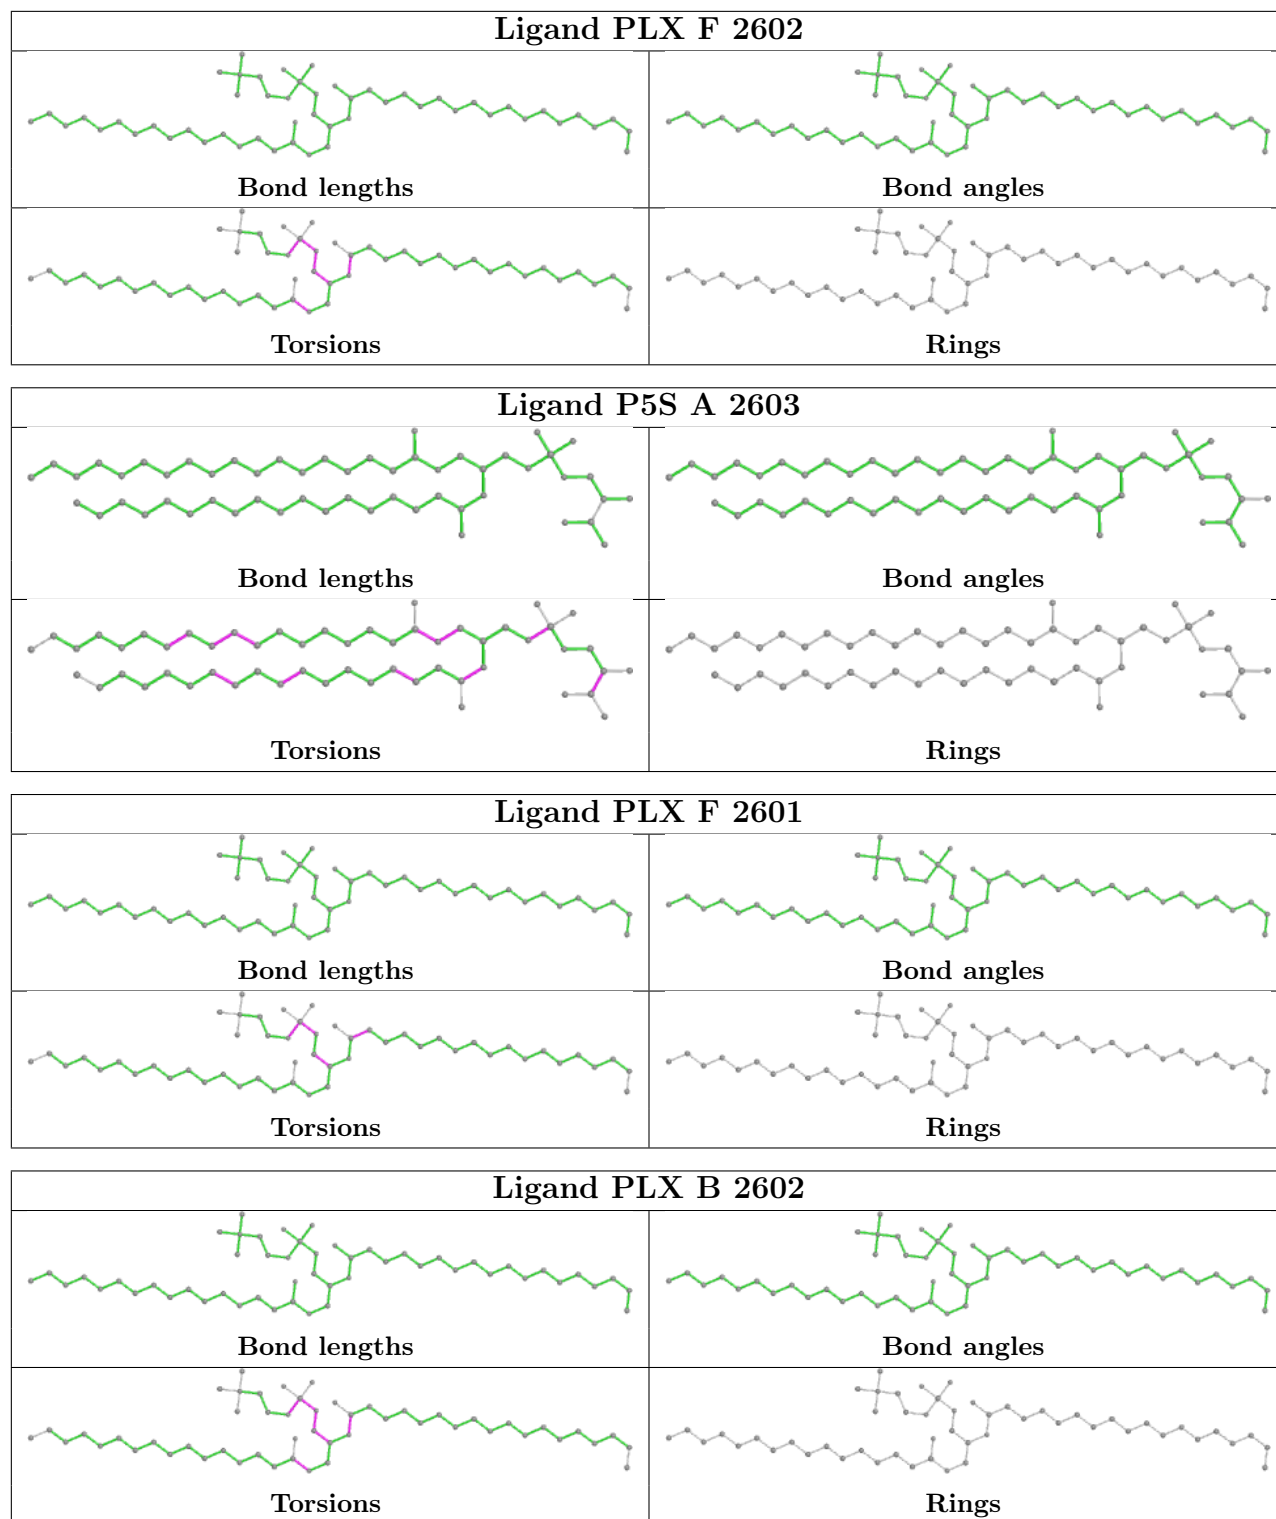 Ligand PLX F 2602
Bond lengths
Bond angles
Torsions
Rings
Ligand P5S A 2603
Bond lengths
Bond angles
Torsions
Rings
Ligand PLX F 2601
Bond lengths
Bond angles
Torsions
Rings
Ligand PLX B 2602
Bond lengths
Bond angles
Torsions
Rings